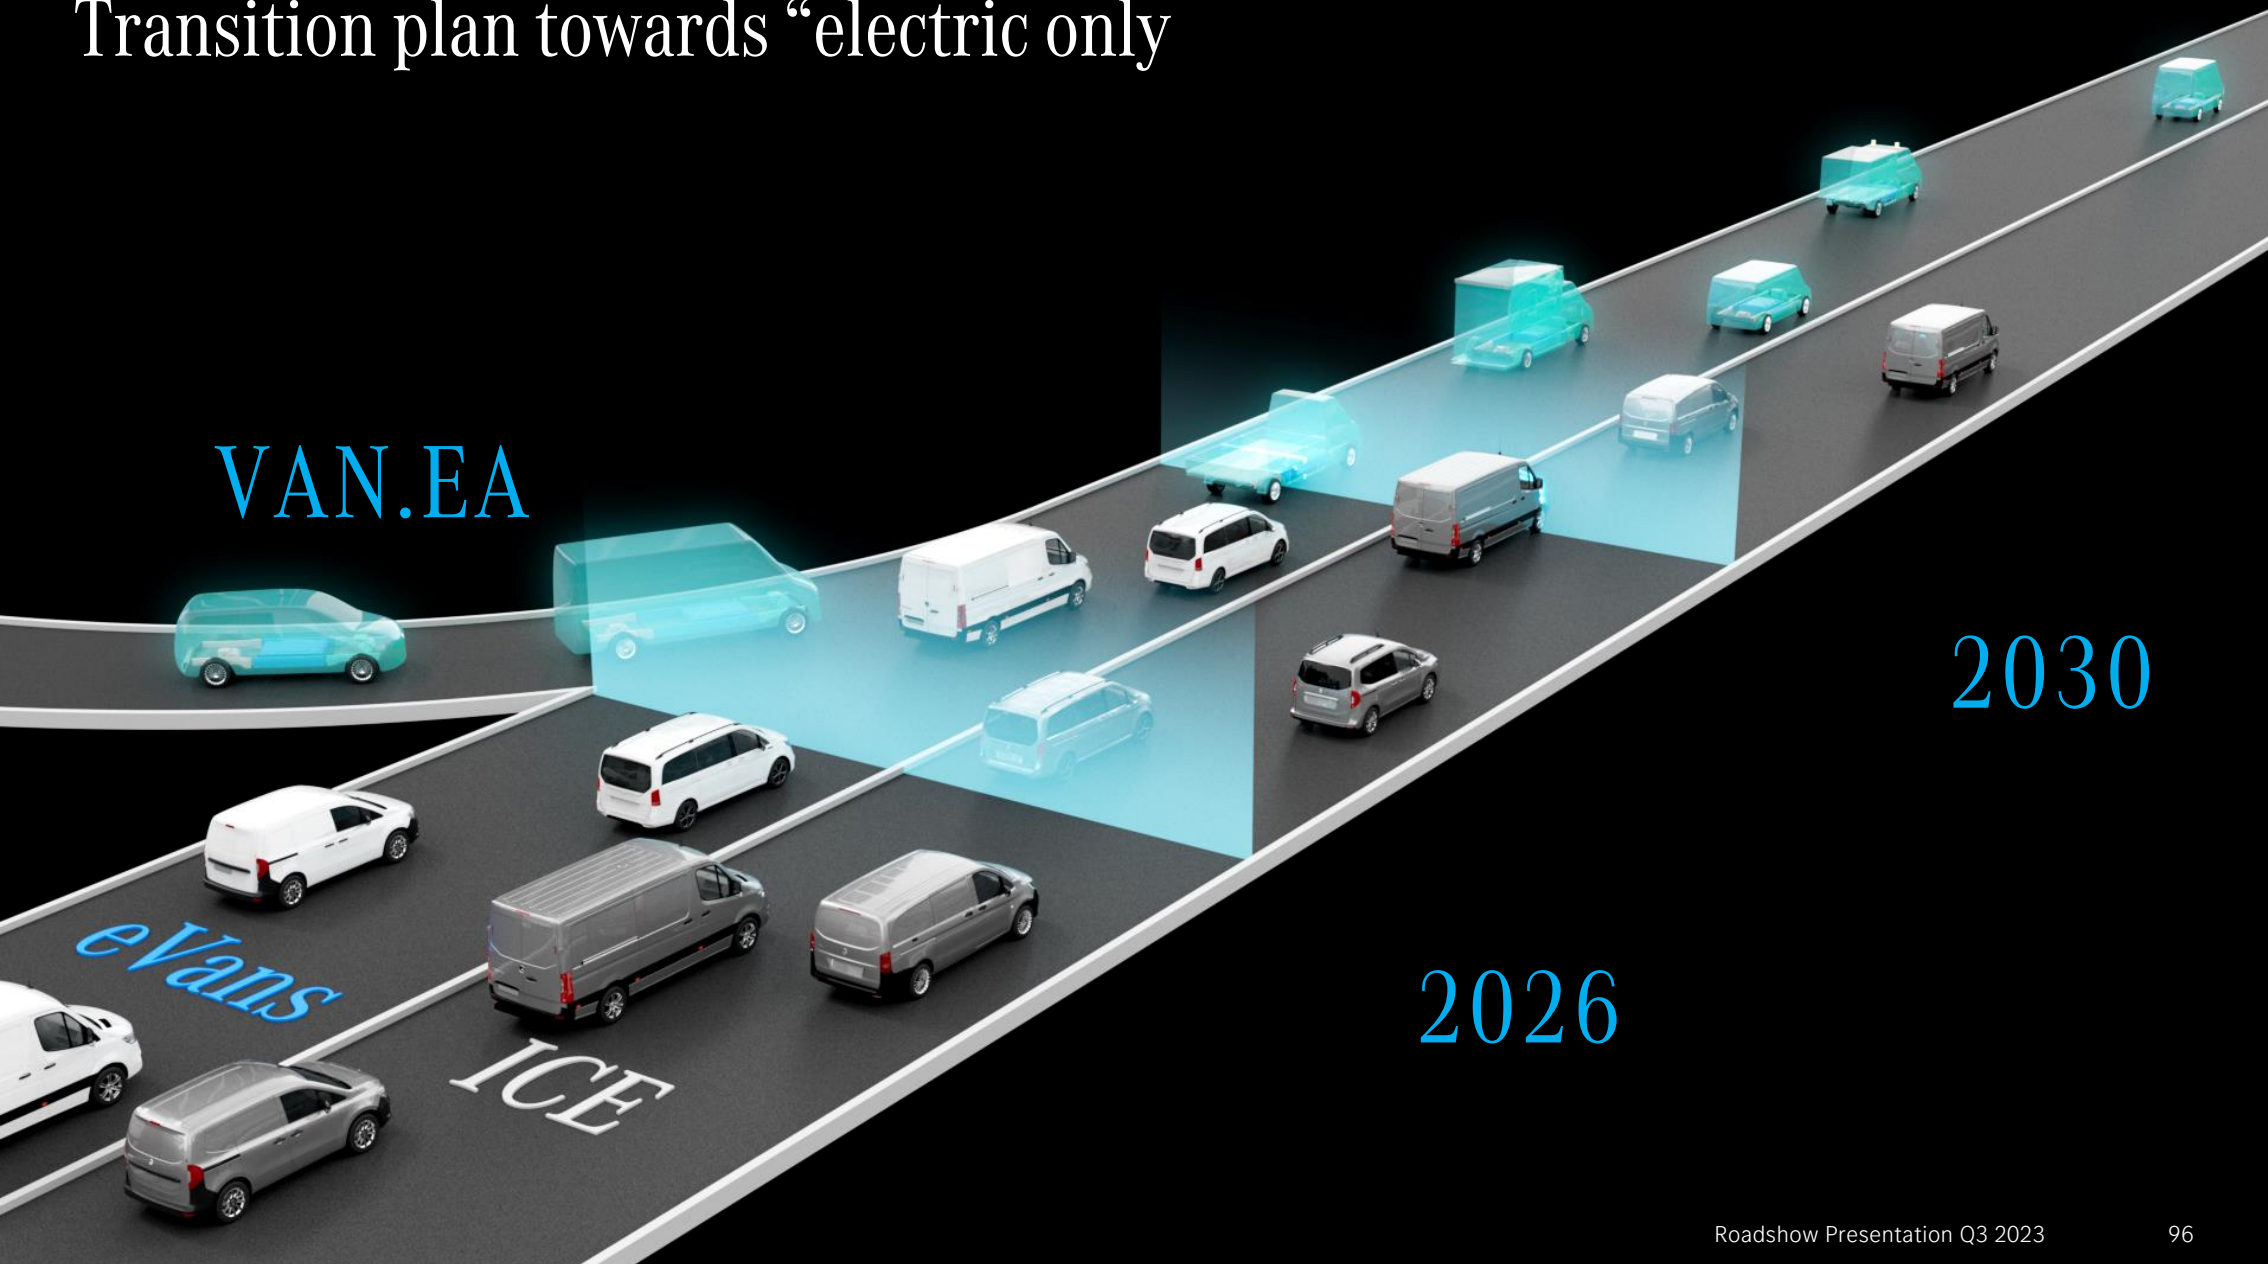 Transition plan towards “electric only
VAN.EA
2030
eVans
2026
ICE
Roadshow Presentation Q3 2023
96